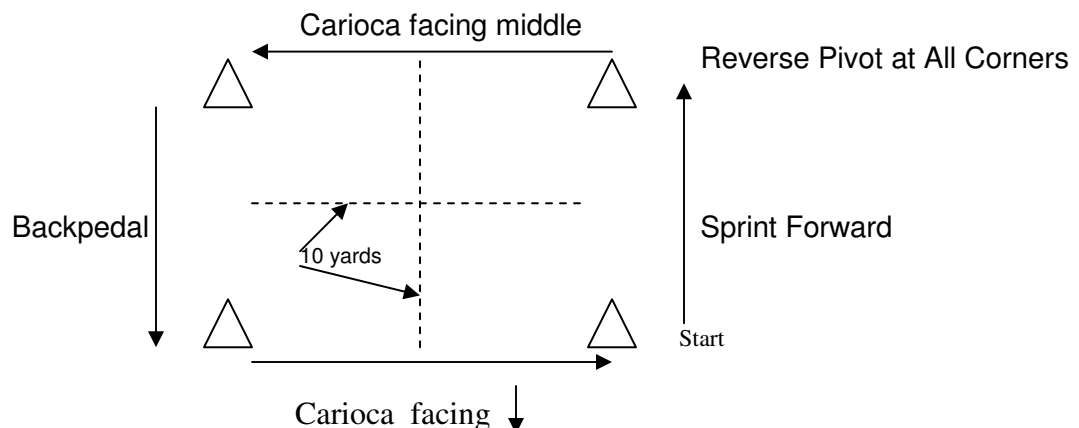 Carioca facing middle
Reverse Pivot at All Corners
Backpedal
Sprint Forward
10 yards
Start
Carioca facing